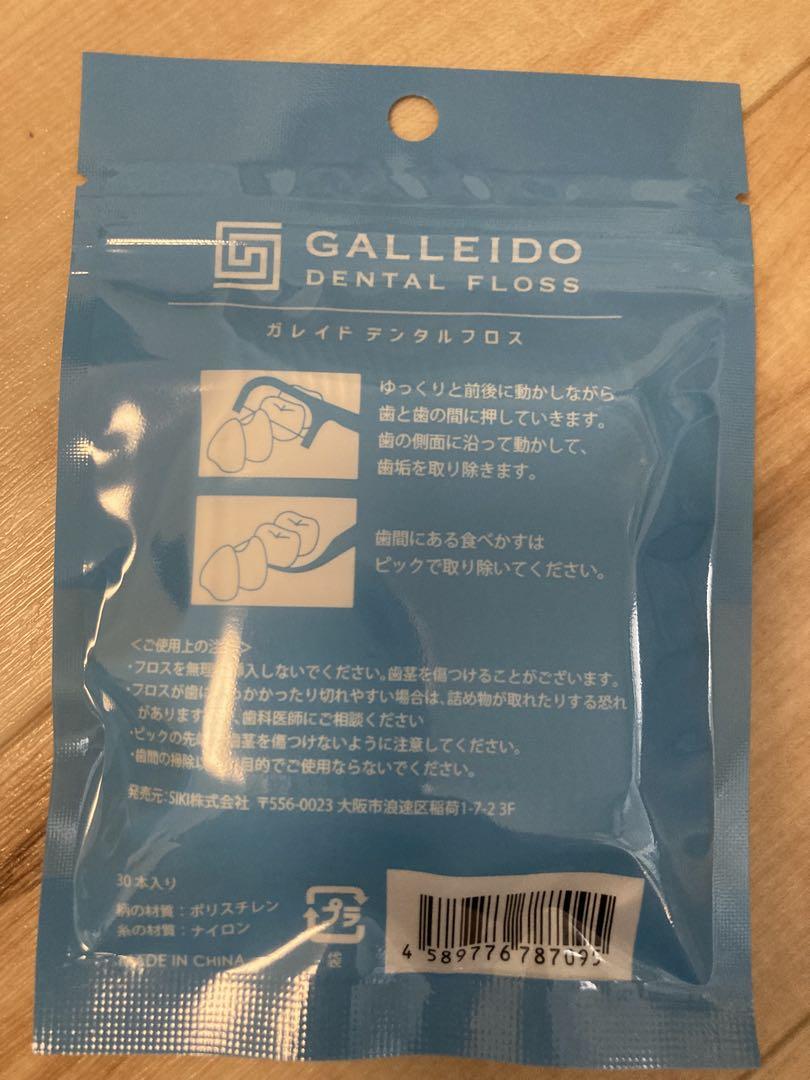 GALLEIDO
DENTAL FLOSS
ガレイド デンタルフロス
ゆっくりと前後に動かしながら
歯と歯の間に押していきます。
歯の側面に沿って動かして、
歯垢を取り除きます。
歯間にある食べかすは
ピックで取り除いてください。
<ご使用上の注意>
・フロスを無理 入しないでください。歯茎を傷つけることがございます。
・フロスが歯に かかったり切れやすい場合は、詰め物が取れたりする恐れ
があります 、歯科医師にご相談ください
・ピックの先 歯茎を傷つけないように注意してください。
・歯間の掃除以 目的でご使用ならないでください。
発売元:SIKI株式会社 〒556-0023 大阪市浪速区稲荷1-7-2 3F
30本入り
柄の材質:ポリスチレン
糸の材質:ナイロン
MADE IN CHINA
プラ
袋
4 589776 787095